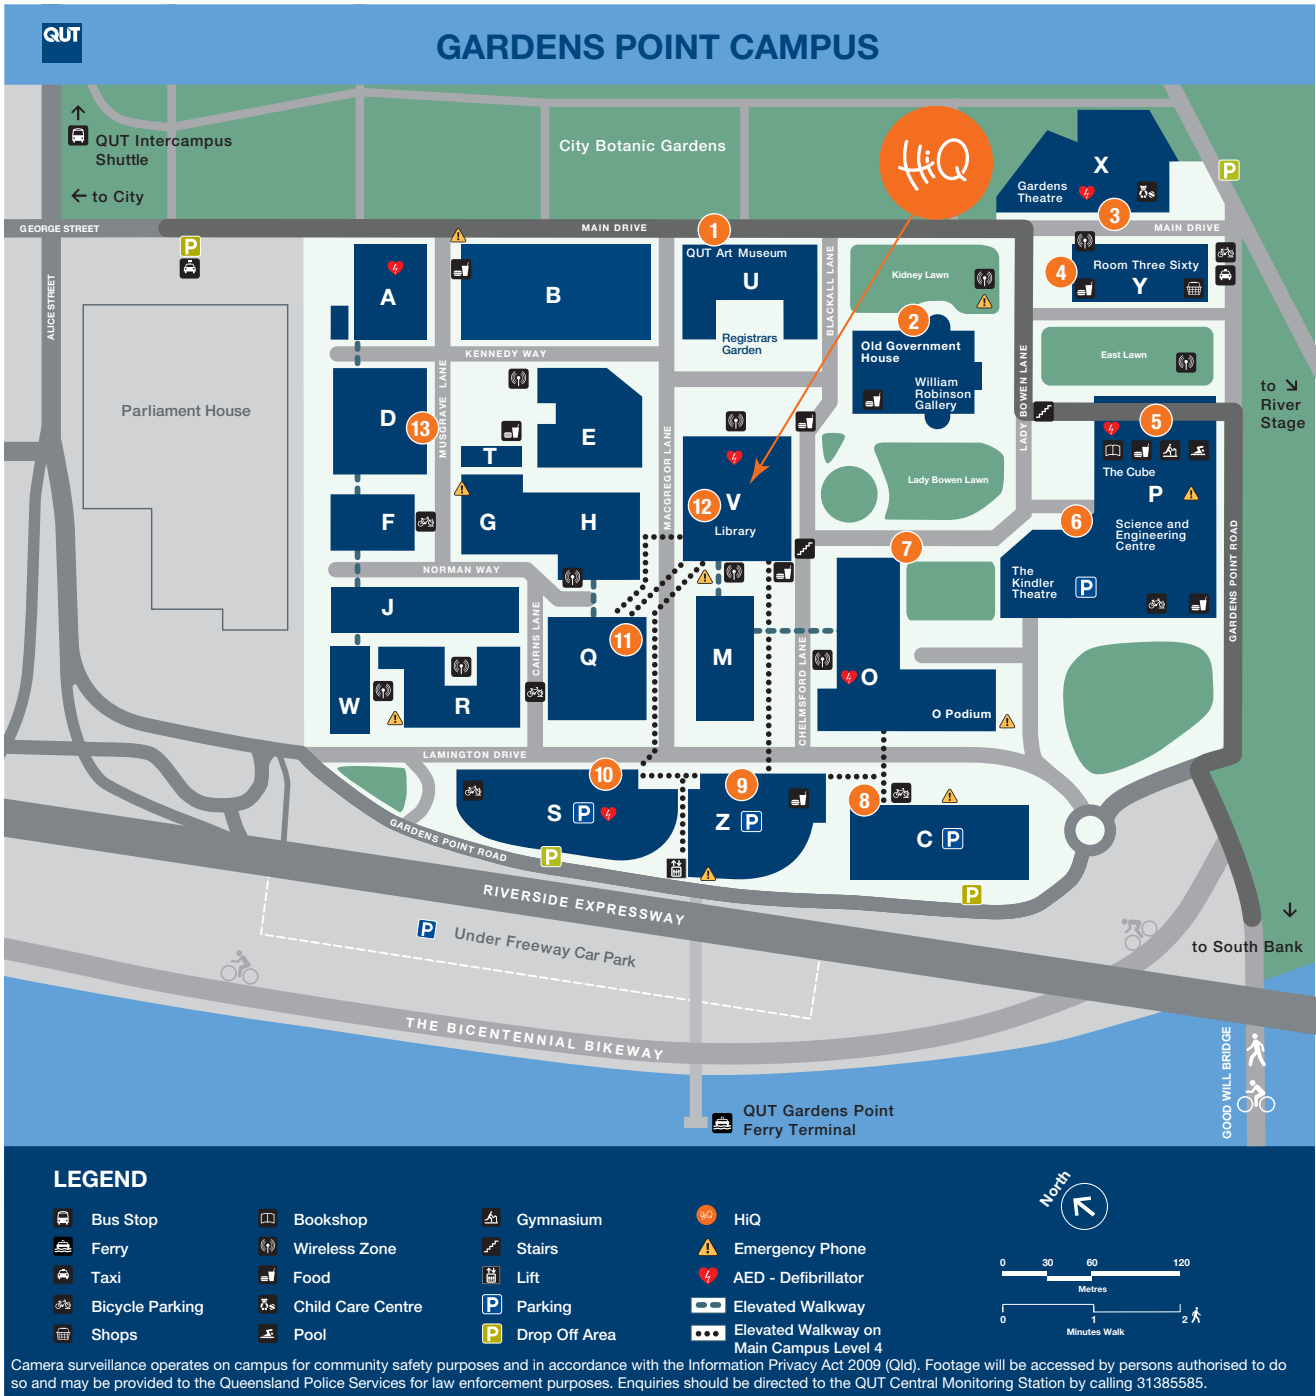 QUT
GARDENS POINT CAMPUS
QUT Intercampus
Shuttle
to City
City Botanic Gardens
HiQ
X
Gardens
Theatre
P
3
GEORGE STREET
MAIN DRIVE
1
MAIN DRIVE
P
A
B
QUT Art Museum
U
Registrars
Garden
BLACKALL LANE
Kidney Lawn
4
Room Three Sixty
Y
ALICE STREET
2
Old Government
House
William
Robinson
Gallery
KENNEDY WAY
LADY BOWEN LANE
East Lawn
Parliament House
to
River
Stage
D
13
MUSGRAVE LANE
T
E
MACGREGOR LANE
5
The Cube
P
Science and
Engineering
Centre
Lady Bowen Lawn
V
12
Library
F
G
H
6
7
The
Kindler
Theatre
P
GARDENS POINT ROAD
NORMAN WAY
J
CAIRNS LANE
11
Q
M
CHELMSFORD LANE
O
O Podium
W
R
LAMINGTON DRIVE
10
S
P
9
Z
P
8
C
P
GARDENS POINT ROAD
P
P
RIVERSIDE EXPRESSWAY
P
Under Freeway Car Park
to South Bank
THE BICENTENNIAL BIKEWAY
GOOD WILL BRIDGE
QUT Gardens Point
Ferry Terminal
LEGEND
Bus Stop
Ferry
Taxi
Bicycle Parking
Shops
Bookshop
Wireless Zone
Food
Child Care Centre
Pool
Gymnasium
Stairs
Lift
P Parking
P Drop Off Area
HiQ HiQ
Emergency Phone
AED - Defibrillator
Elevated Walkway
Elevated Walkway on
Main Campus Level 4
North
0 30 60 120
Metres
0 1 2
Minutes Walk
Camera surveillance operates on campus for community safety purposes and in accordance with the Information Privacy Act 2009 (Qld). Footage will be accessed by persons authorised to do
so and may be provided to the Queensland Police Services for law enforcement purposes. Enquiries should be directed to the QUT Central Monitoring Station by calling 31385585.